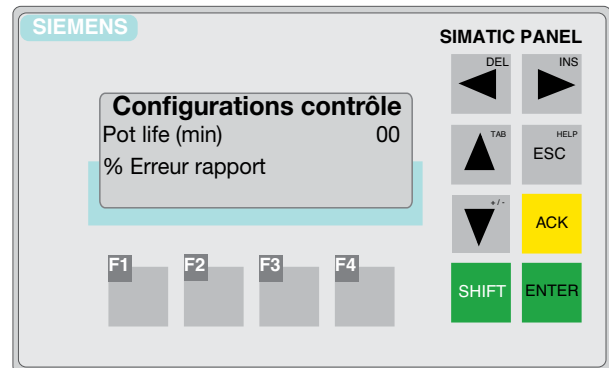 SIEMENS
SIMATIC PANEL
DEL
INS
Configurations contrôle
Pot life (min) 00
% Erreur rapport
TAB
HELP
ESC
+/-
ACK
F1 F2 F3 F4
SHIFT ENTER